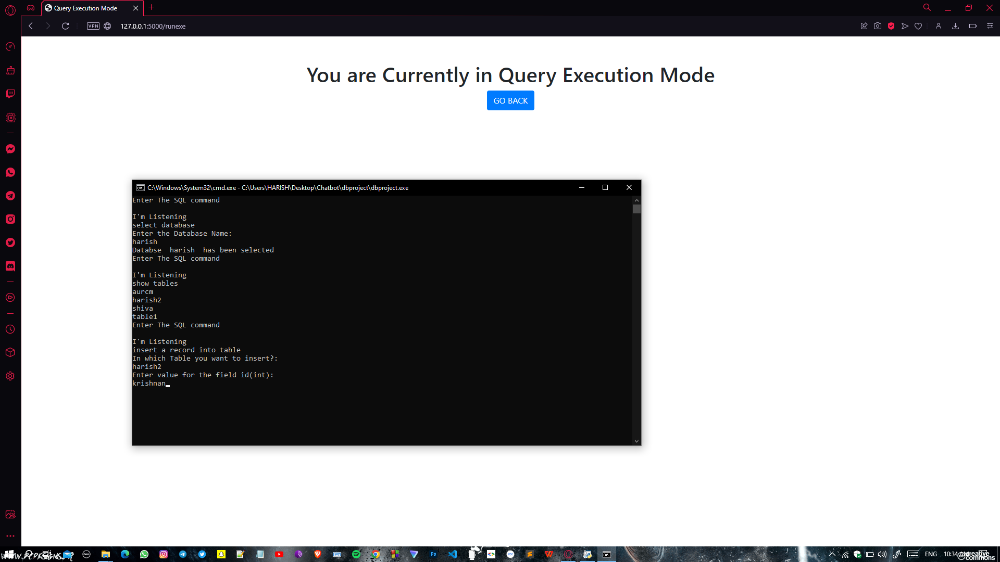 Query Execution Mode
VPN
127.0.0.1:5000/runexe
You are Currently in Query Execution Mode
GO BACK
C:\Windows\System32\cmd.exe - C:\Users\HARISH\Desktop\Chatbot\dbproject\dbproject.exe
Enter The SQL command
I'm Listening
select database
Enter the Database Name:
harish
Databse  harish  has been selected
Enter The SQL command
I'm Listening
show tables
aurcm
harish2
shiva
table1
Enter The SQL command
I'm Listening
insert a record into table
In which Table you want to insert?:
harish2
Enter value for the field id(int):
krishnan
ENG
10:34 AM
creative
commons